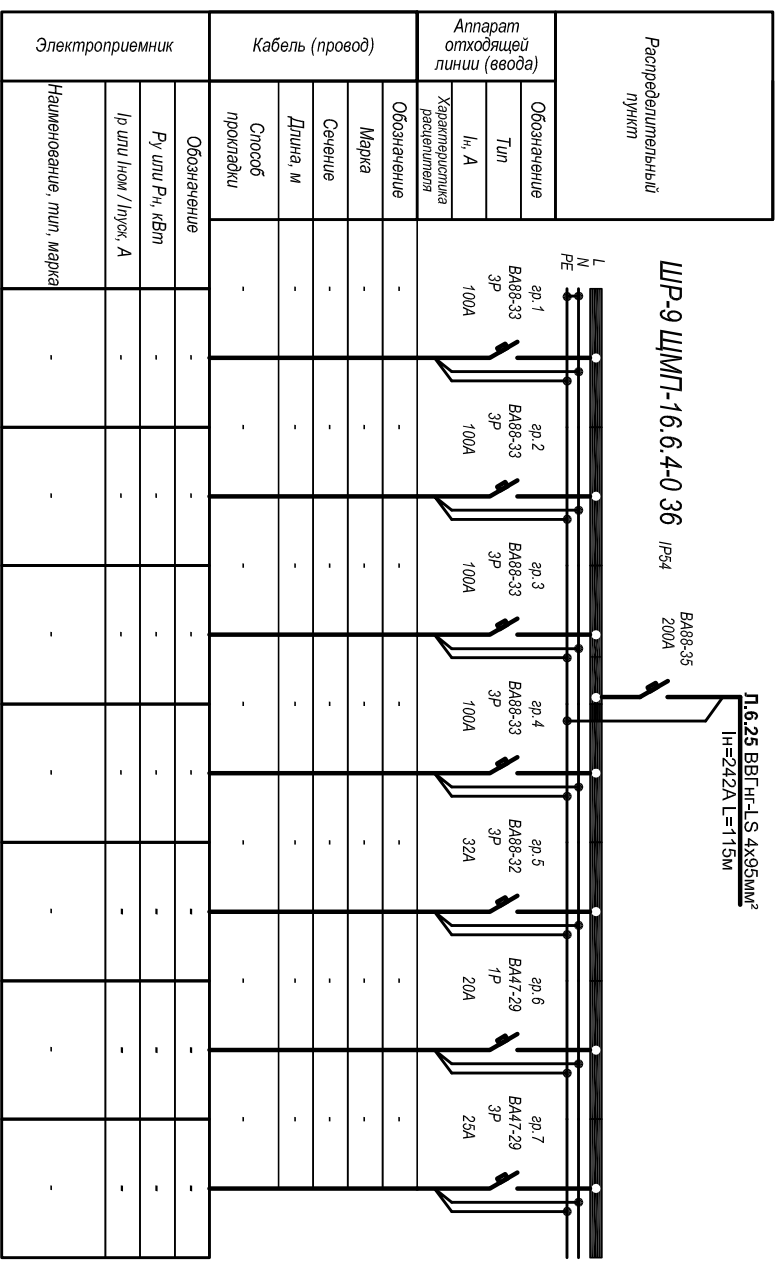 Л.6.25 ВВГнг-LS 4х95мм²
Iн=242А L=115м
ШР-9 ЩМП-16.6.4-0 36 IP54
ВА88-35
200А
Распределительный
пункт
L
N
PE
Аппарат
отходящей
линии (ввода)
Обозначение
гр.1
гр.2
гр.3
гр.4
гр.5
гр.6
гр.7
Тип
ВА88-33
3Р
ВА88-33
3Р
ВА88-33
3Р
ВА88-33
3Р
ВА88-32
3Р
ВА47-29
1Р
ВА47-29
3Р
Iн, А
100А
100А
100А
100А
32А
20А
25А
Характеристика
расцепителя
Кабель (провод)
Обозначение
- - - - - - -
Марка
- - - - - - -
Сечение
- - - - - - -
Длина, м
- - - - - - -
Способ
прокладки
- - - - - - -
Электроприемник
Обозначение
- - - - - - -
Ру или Рн, кВт
- - - - - - -
Iр или Iном / Iпуск, А
- - - - - - -
Наименование, тип, марка
- - - - - - -